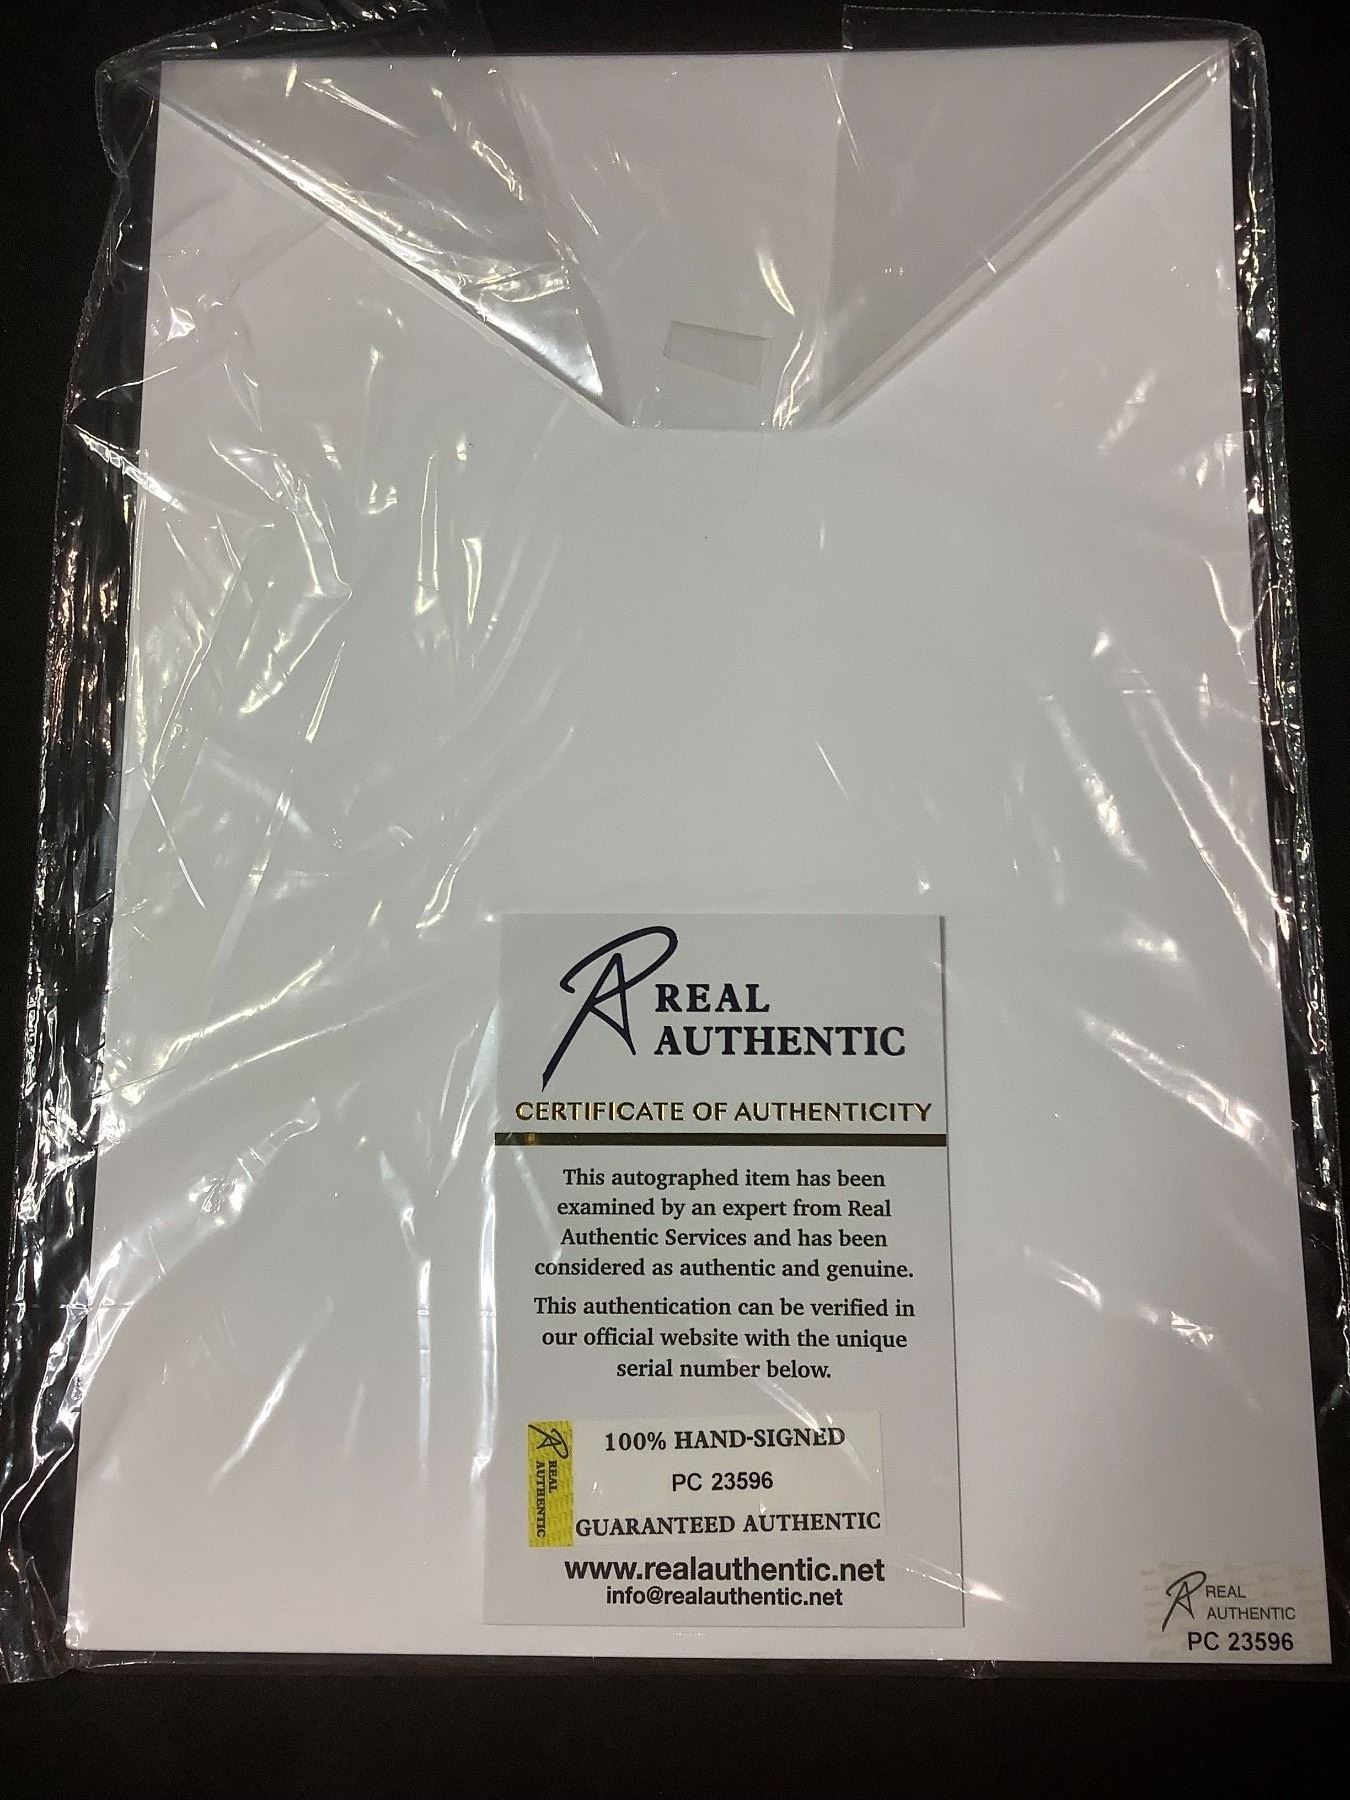 REAL
AUTHENTIC
CERTIFICATE OF AUTHENTICITY
This autographed item has been
examined by an expert from Real
Authentic Services and has been
considered as authentic and genuine.
This authentication can be verified in
our official website with the unique
serial number below.
REAL
AUTHENTIC
100% HAND-SIGNED
PC 23596
GUARANTEED AUTHENTIC
www.realauthentic.net
info@realauthentic.net
REAL
AUTHENTIC
PC 23596